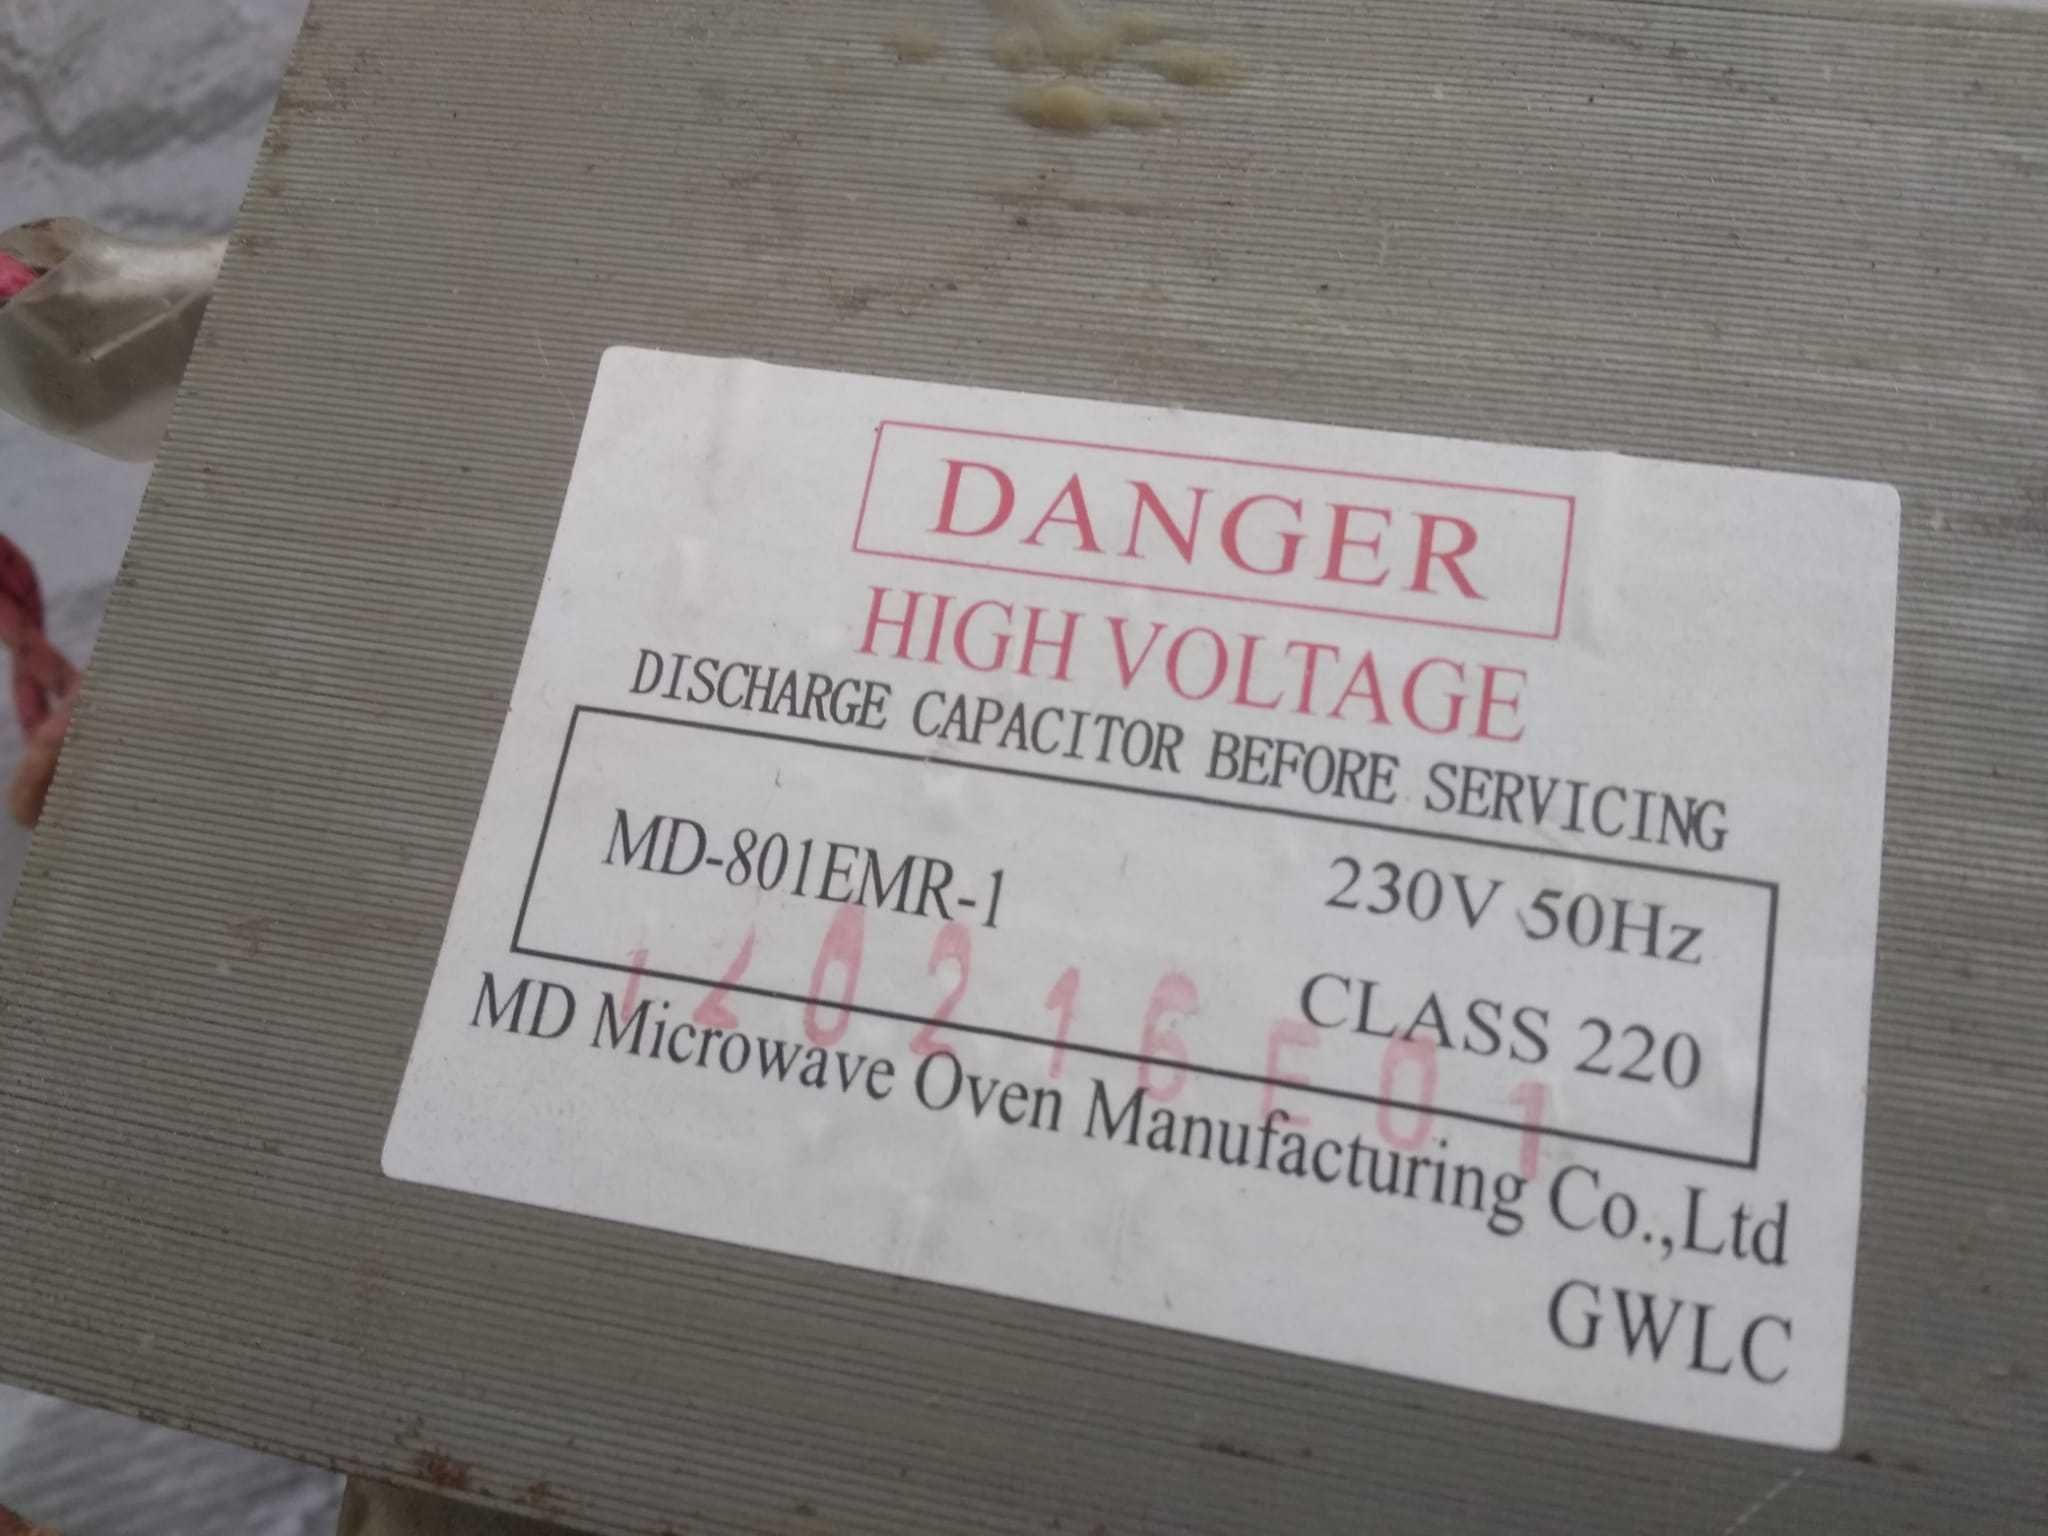 DANGER
HIGH VOLTAGE
DISCHARGE CAPACITOR BEFORE SERVICING
MD-801EMR-1 230V 50Hz
CLASS 220
MD Microwave Oven Manufacturing Co.,Ltd
GWLC